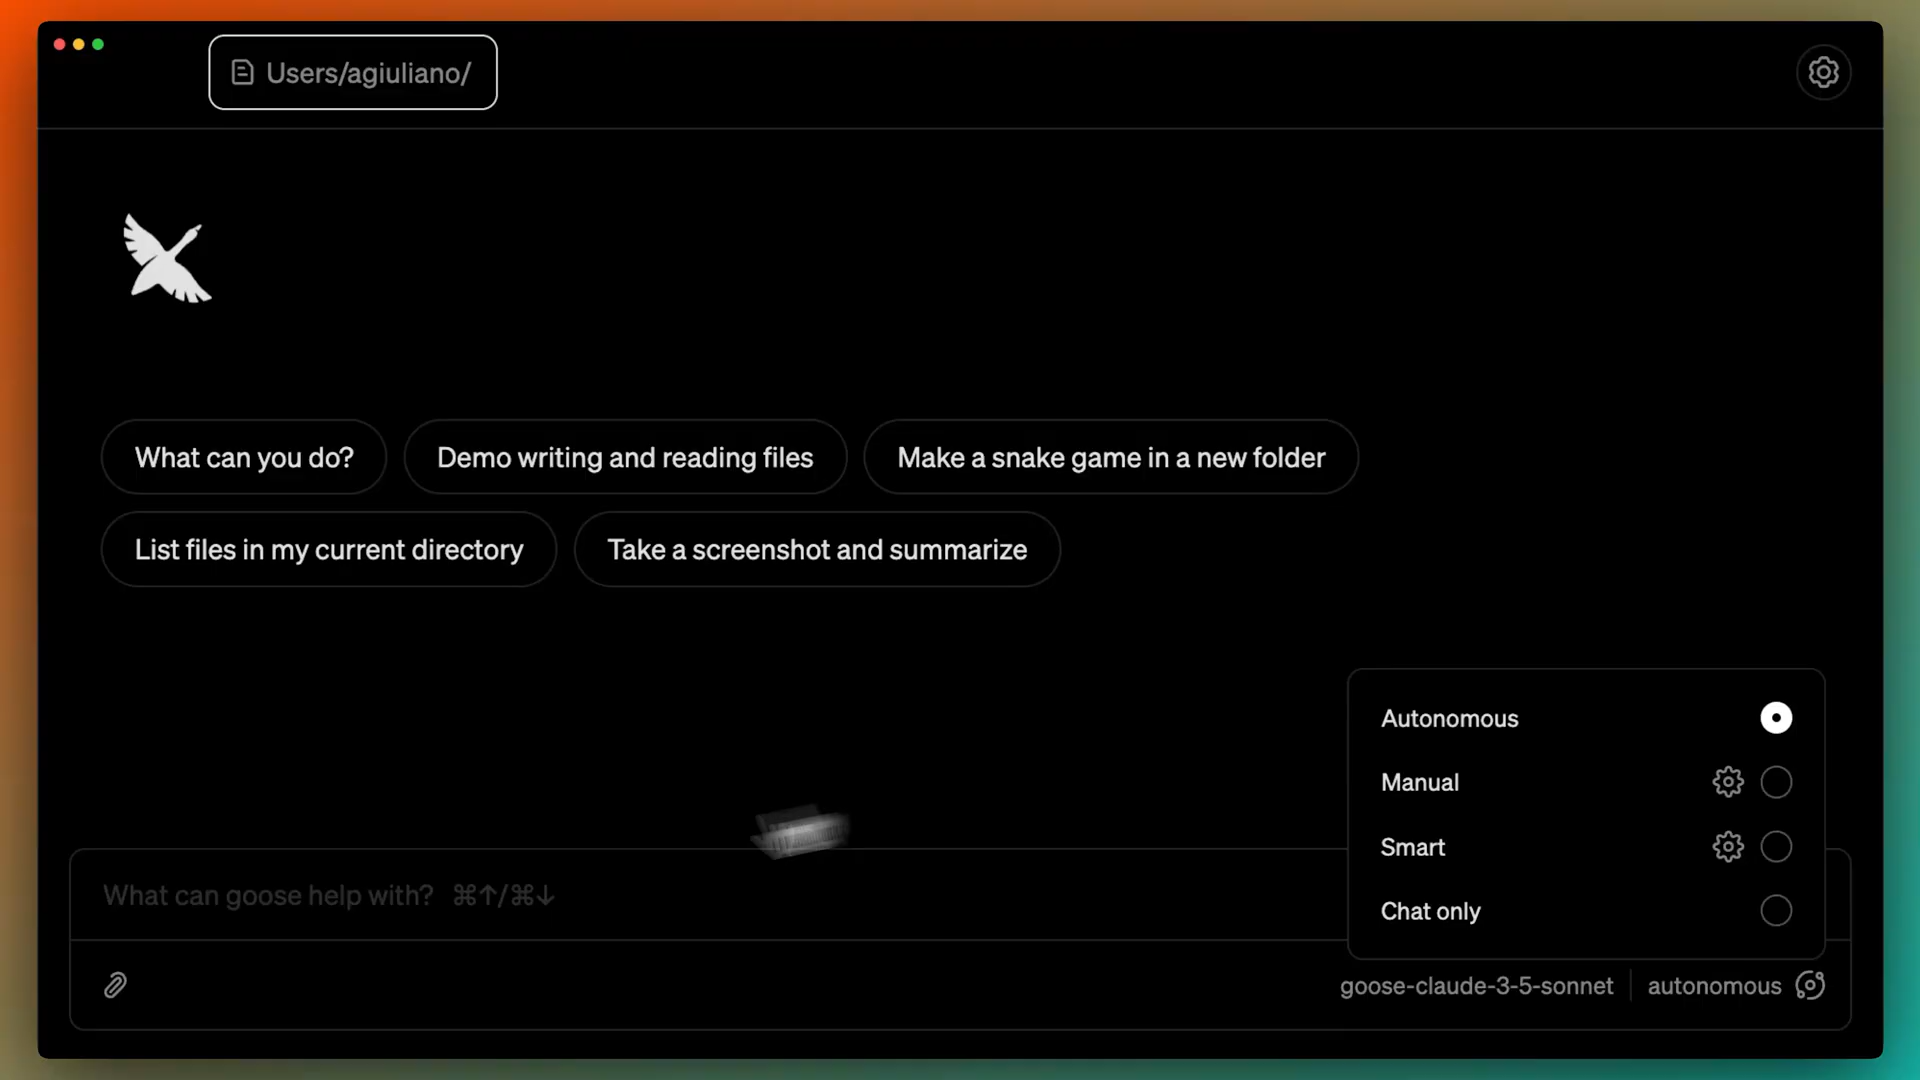 Users/agiuliano/
What can you do?
Demo writing and reading files
Make a snake game in a new folder
List files in my current directory
Take a screenshot and summarize
Autonomous
Manual
Smart
Chat only
What can goose help with? ⌘↑/⌘↓
goose-claude-3-5-sonnet
autonomous